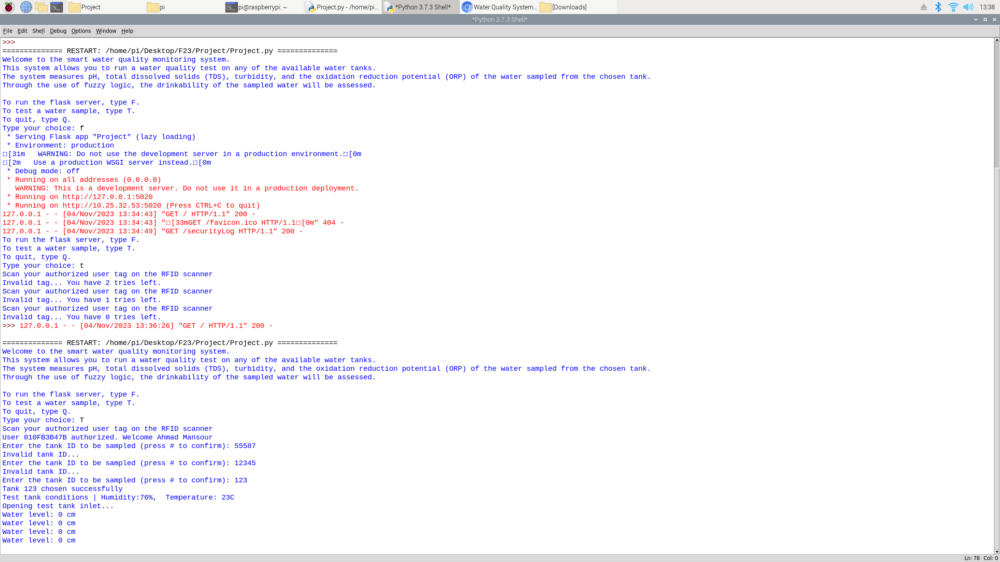 Project
pi
pi@raspberrypi: ~
Project.py - /home/pi...
*Python 3.7.3 Shell*
Water Quality System...
[Downloads]
13:38
*Python 3.7.3 Shell*
File Edit Shell Debug Options Window Help
>>>
============== RESTART: /home/pi/Desktop/F23/Project/Project.py ==============
Welcome to the smart water quality monitoring system.
This system allows you to run a water quality test on any of the available water tanks.
The system measures pH, total dissolved solids (TDS), turbidity, and the oxidation reduction potential (ORP) of the water sampled from the chosen tank.
Through the use of fuzzy logic, the drinkability of the sampled water will be assessed.

To run the flask server, type F.
To test a water sample, type T.
To quit, type Q.
Type your choice: f
 * Serving Flask app "Project" (lazy loading)
 * Environment: production
¤[31m   WARNING: Do not use the development server in a production environment.¤[0m
¤[2m   Use a production WSGI server instead.¤[0m
 * Debug mode: off
 * Running on all addresses (0.0.0.0)
   WARNING: This is a development server. Do not use it in a production deployment.
 * Running on http://127.0.0.1:5020
 * Running on http://10.25.32.53:5020 (Press CTRL+C to quit)
127.0.0.1 - - [04/Nov/2023 13:34:43] "GET / HTTP/1.1" 200 -
127.0.0.1 - - [04/Nov/2023 13:34:43] "¤[33mGET /favicon.ico HTTP/1.1¤[0m" 404 -
127.0.0.1 - - [04/Nov/2023 13:34:49] "GET /securityLog HTTP/1.1" 200 -
To run the flask server, type F.
To test a water sample, type T.
To quit, type Q.
Type your choice: t
Scan your authorized user tag on the RFID scanner
Invalid tag... You have 2 tries left.
Scan your authorized user tag on the RFID scanner
Invalid tag... You have 1 tries left.
Scan your authorized user tag on the RFID scanner
Invalid tag... You have 0 tries left.
>>> 127.0.0.1 - - [04/Nov/2023 13:36:26] "GET / HTTP/1.1" 200 -

============== RESTART: /home/pi/Desktop/F23/Project/Project.py ==============
Welcome to the smart water quality monitoring system.
This system allows you to run a water quality test on any of the available water tanks.
The system measures pH, total dissolved solids (TDS), turbidity, and the oxidation reduction potential (ORP) of the water sampled from the chosen tank.
Through the use of fuzzy logic, the drinkability of the sampled water will be assessed.

To run the flask server, type F.
To test a water sample, type T.
To quit, type Q.
Type your choice: T
Scan your authorized user tag on the RFID scanner
User 010FB3B47B authorized. Welcome Ahmad Mansour
Enter the tank ID to be sampled (press # to confirm): 55587
Invalid tank ID...
Enter the tank ID to be sampled (press # to confirm): 12345
Invalid tank ID...
Enter the tank ID to be sampled (press # to confirm): 123
Tank 123 chosen successfully
Test tank conditions | Humidity:76%,  Temperature: 23C
Opening test tank inlet...
Water level: 0 cm
Water level: 0 cm
Water level: 0 cm
Water level: 0 cm
Ln: 78 Col: 0